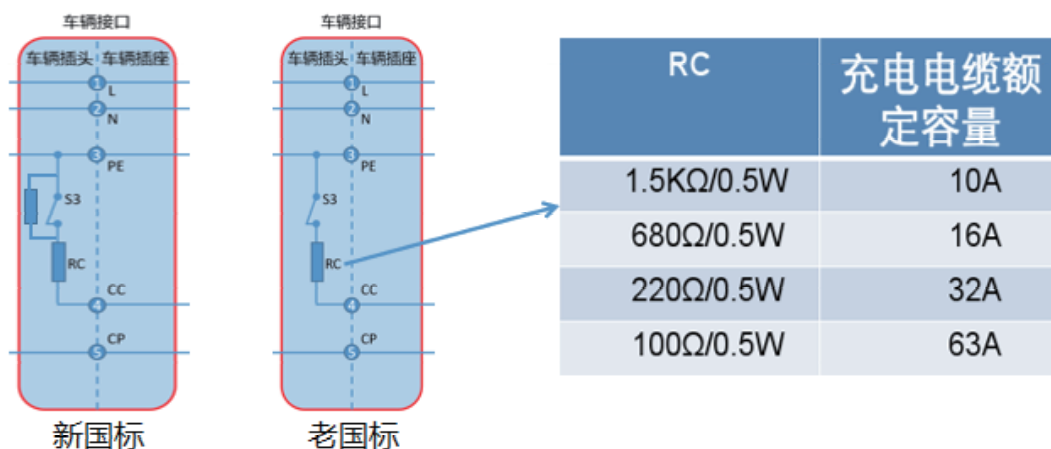 车辆接口
车辆插头 车辆插座
1
L
2
N
3
PE
S3
RC
CC
4
CP
5
新国标
车辆接口
车辆插头 车辆插座
1
L
2
N
3
PE
S3
RC
CC
4
CP
5
老国标
RC 充电电缆额
定容量
1.5KΩ/0.5W 10A
680Ω/0.5W 16A
220Ω/0.5W 32A
100Ω/0.5W 63A